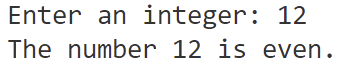 Enter an integer: 12
The number 12 is even.